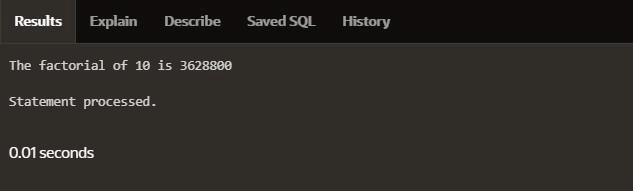 Results Explain Describe Saved SQL History
The factorial of 10 is 3628800
Statement processed.
0.01 seconds